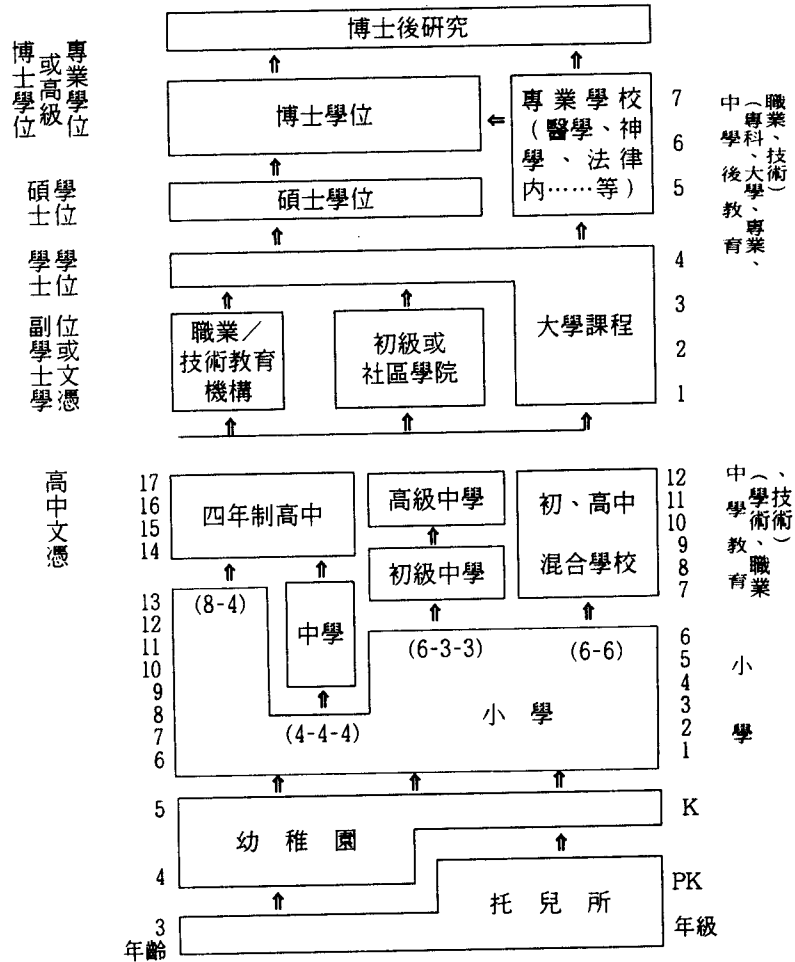 博士後研究
專業學位
或高級
博士學位
博士學位
專業學校
(醫學、神
學、法律
內……等)
7
6
5
職業、技術)
(專科、大學、專業、
中學後教育
碩士學位
碩士學位
學士學位
4
3
2
1
副學士學
位或文憑
職業/
技術教育
機構
初級或
社區學院
大學課程
高中文憑
17
16
15
14
四年制高中
高級中學
初級中學
初、高中
混合學校
12
11
10
9
8
7
、技術)
(學術、職業
中學教育
13
12
11
10
9
8
7
6
(8-4)
中學
(4-4-4)
(6-3-3)
(6-6)
小學
6
5
4
3
2
1
小學
5
4
幼稚園
K
3
年齡
托兒所
PK
年級